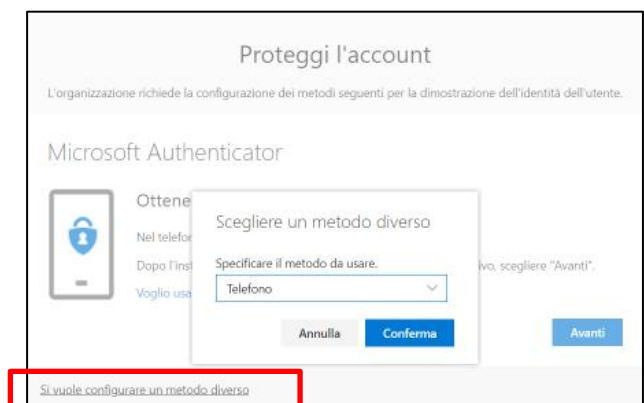 Proteggi l'account
L'organizzazione richiede la configurazione dei metodi seguenti per la dimostrazione dell'identità dell'utente.
Microsoft Authenticator
Ottene
Nel telefor
Dopo l'inst
ivo, scegliere "Avanti".
Voglio usa
Scegliere un metodo diverso
Specificare il metodo da usare.
Telefono
Annulla Conferma
Avanti
Si vuole configurare un metodo diverso